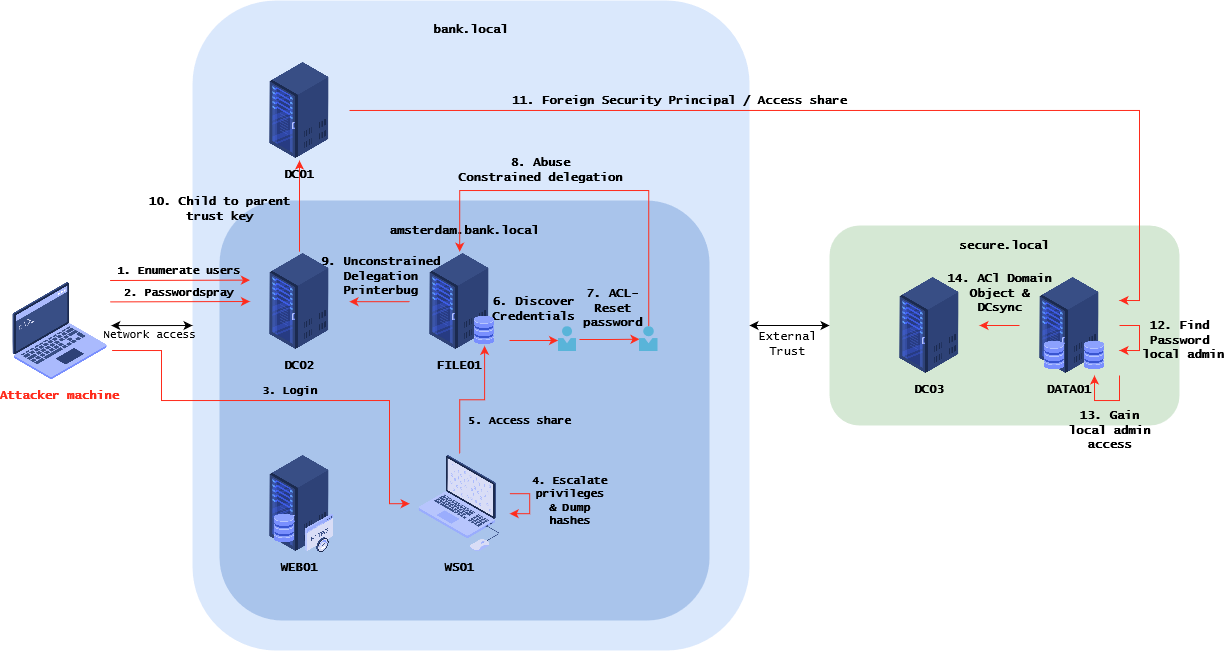 bank.local
11. Foreign Security Principal / Access share
DC01
8. Abuse
Constrained delegation
10. Child to parent
trust key
amsterdam.bank.local
secure.local
1. Enumerate users
2. Passwordspray
9. Unconstrained
Delegation
Printerbug
6. Discover
Credentials
7. ACL-
Reset
password
14. ACl Domain
Object &
DCsync
12. Find
Password
local admin
Network access
External
Trust
DC02
FILE01
DC03
DATA01
Attacker machine
3. Login
5. Access share
13. Gain
local admin
access
4. Escalate
privileges
& Dump
hashes
WEB01
WS01